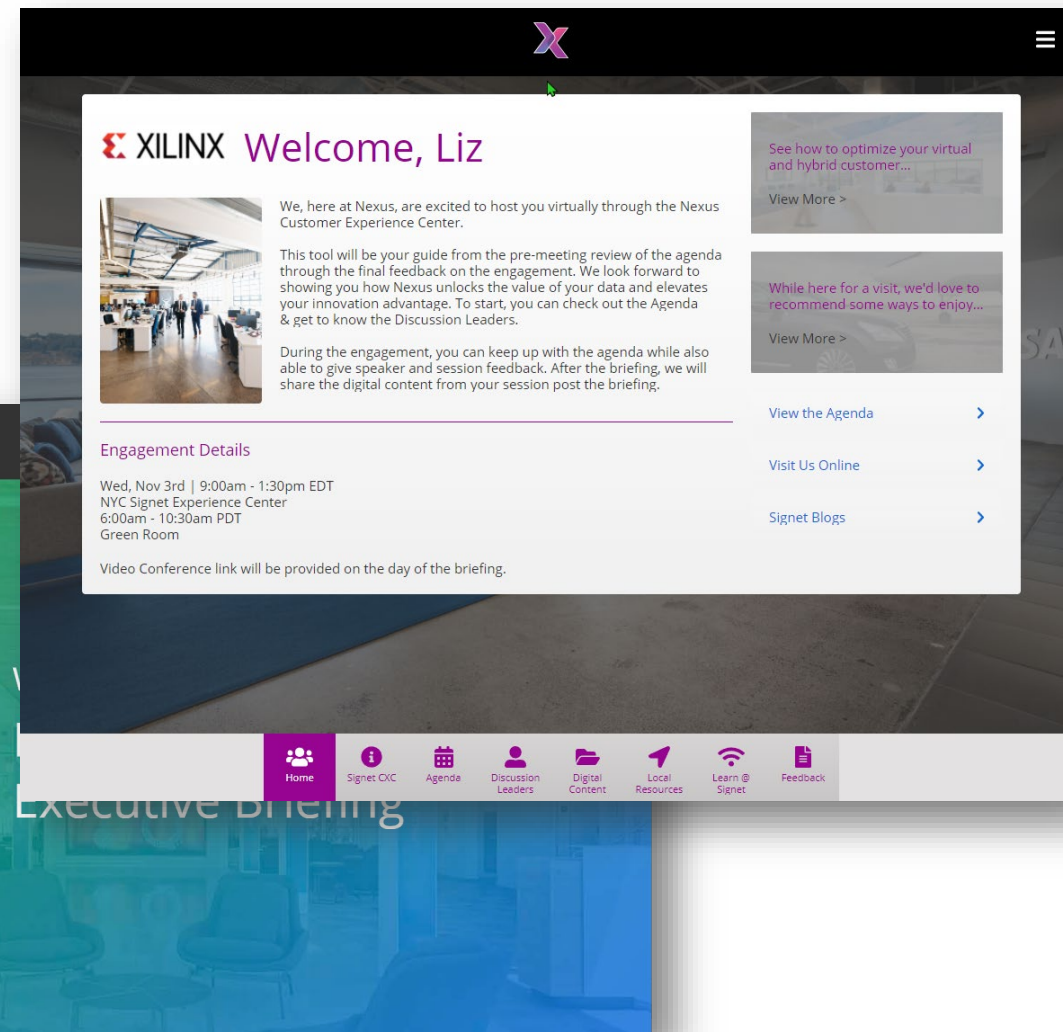 XILINX Welcome, Liz
We, here at Nexus, are excited to host you virtually through the Nexus
Customer Experience Center.
This tool will be your guide from the pre-meeting review of the agenda
through the final feedback on the engagement. We look forward to
showing you how Nexus unlocks the value of your data and elevates
your innovation advantage. To start, you can check out the Agenda
& get to know the Discussion Leaders.
During the engagement, you can keep up with the agenda while also
able to give speaker and session feedback. After the briefing, we will
share the digital content from your session post the briefing.
Engagement Details
Wed, Nov 3rd | 9:00am - 1:30pm EDT
NYC Signet Experience Center
6:00am - 10:30am PDT
Green Room
Video Conference link will be provided on the day of the briefing.
See how to optimize your virtual
and hybrid customer...
View More >
While here for a visit, we'd love to
recommend some ways to enjoy...
View More >
View the Agenda
Visit Us Online
Signet Blogs
Home
Signet CXC
Agenda
Discussion
Leaders
Digital
Content
Local
Resources
Learn @
Signet
Feedback
Executive Briefing